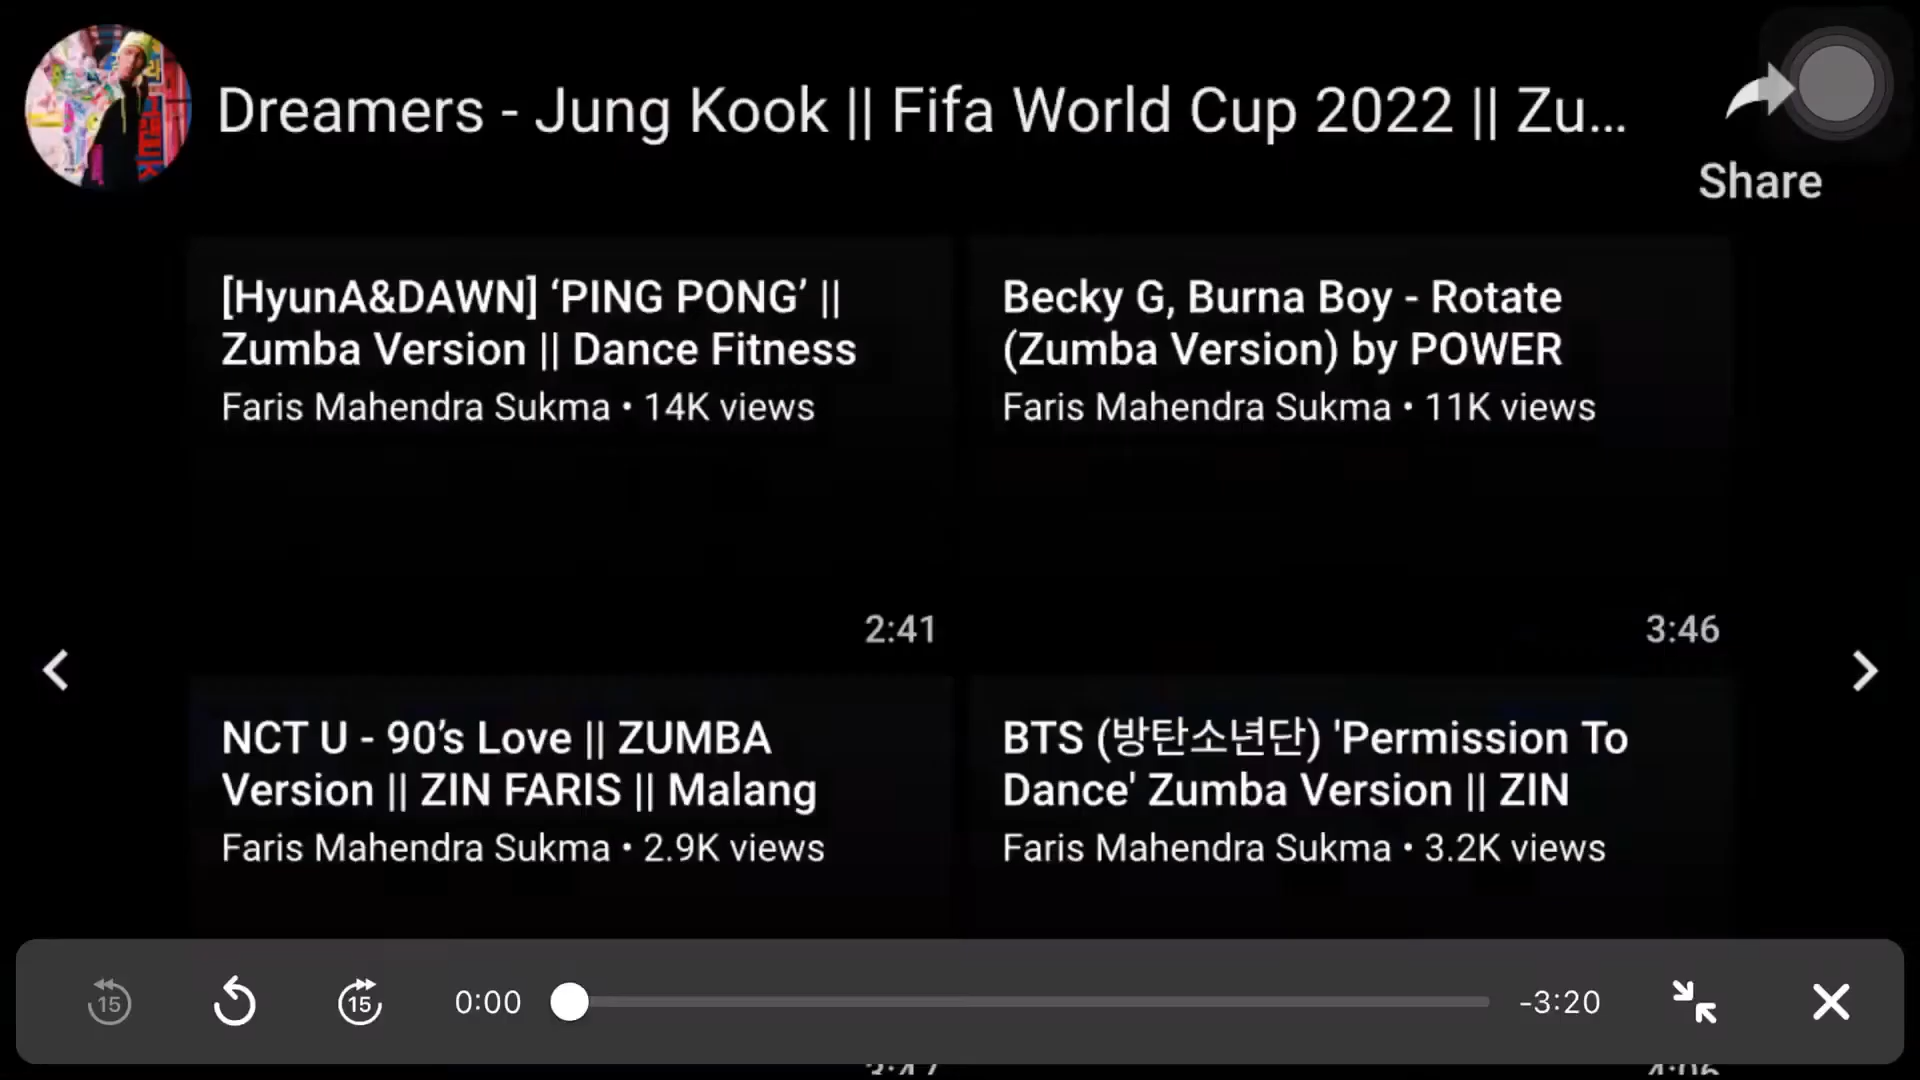 Dreamers - Jung Kook || Fifa World Cup 2022 || Zu...
Share
[HyunA&DAWN] ‘PING PONG’ ||
Zumba Version || Dance Fitness
Faris Mahendra Sukma • 14K views
Becky G, Burna Boy - Rotate
(Zumba Version) by POWER
Faris Mahendra Sukma • 11K views
2:41
3:46
NCT U - 90’s Love || ZUMBA
Version || ZIN FARIS || Malang
Faris Mahendra Sukma • 2.9K views
BTS (방탄소년단) 'Permission To
Dance' Zumba Version || ZIN
Faris Mahendra Sukma • 3.2K views
15
15
0:00
-3:20